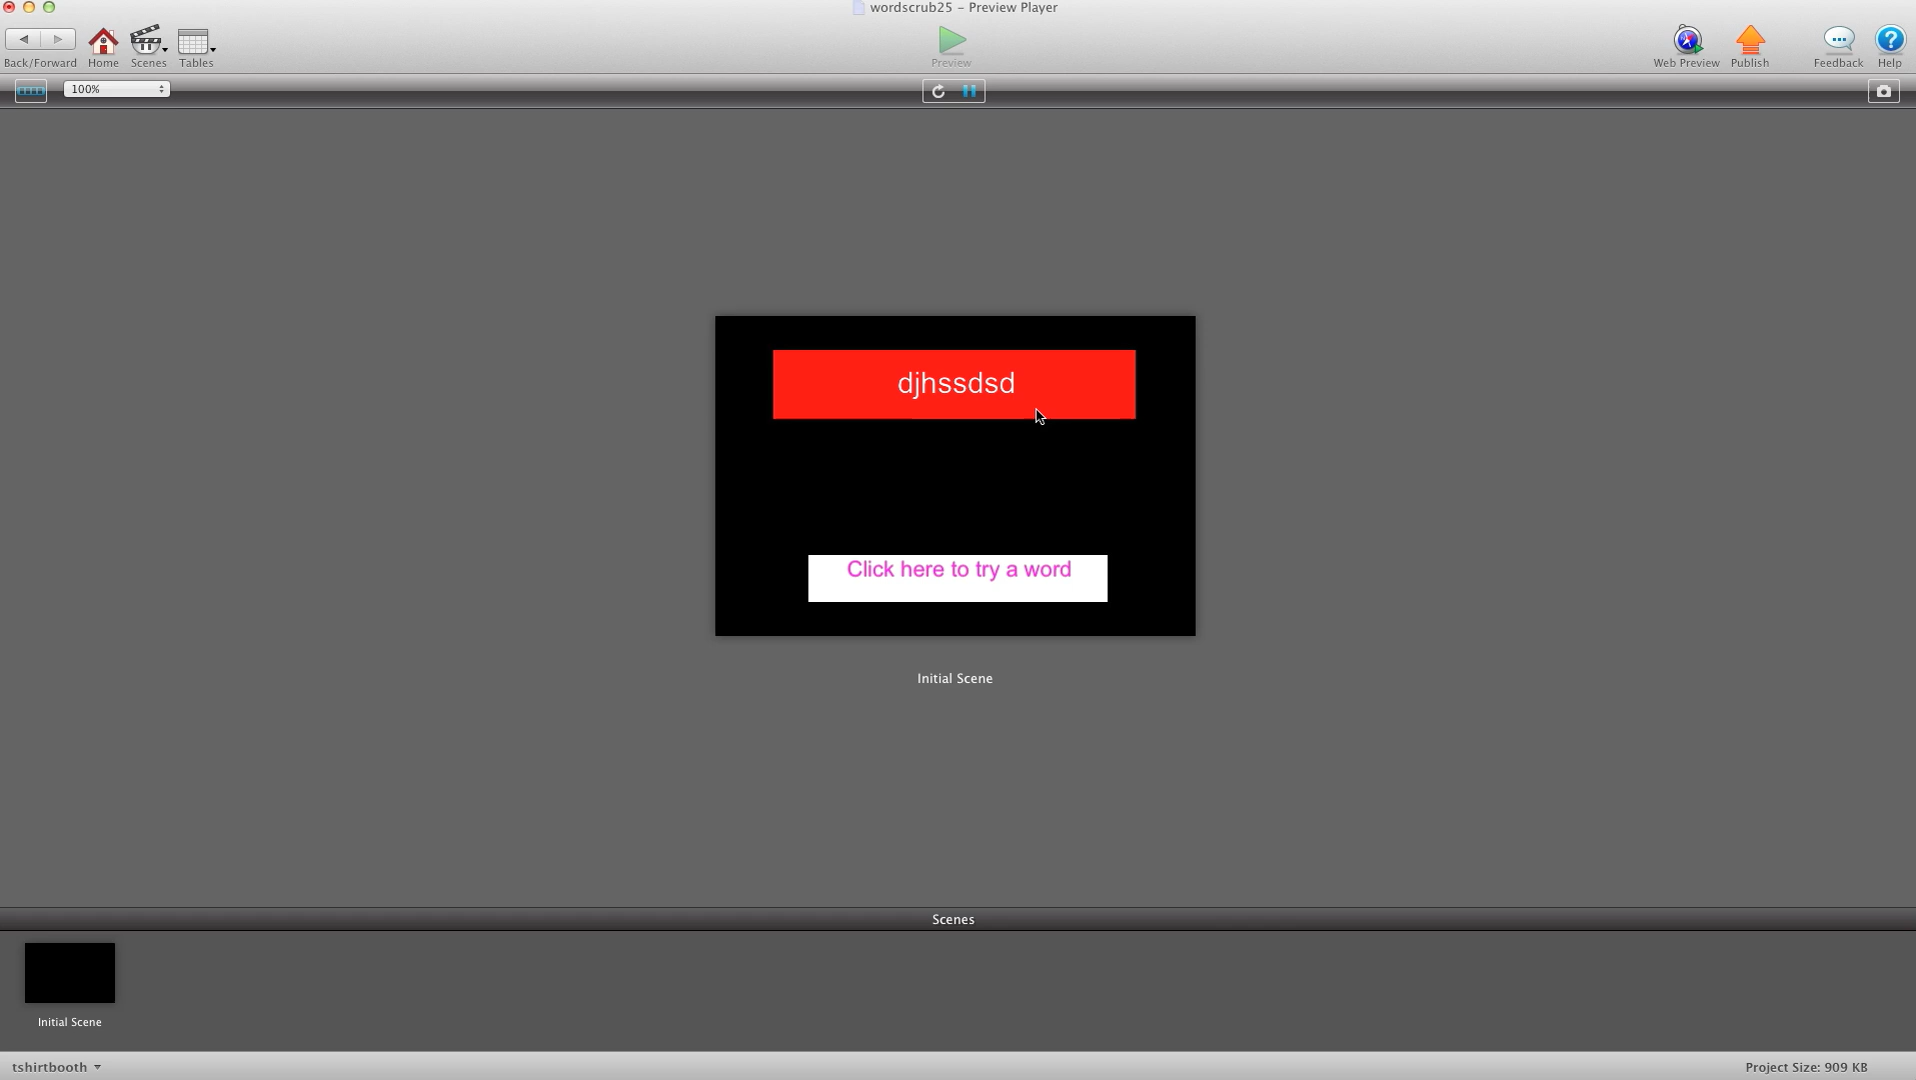 wordscrub25 – Preview Player
Back/Forward
Home
Scenes
Tables
Preview
Web Preview
Publish
Feedback
Help
100%
djhssdsd
Click here to try a word
Initial Scene
Scenes
Initial Scene
tshirtbooth
Project Size: 909 KB